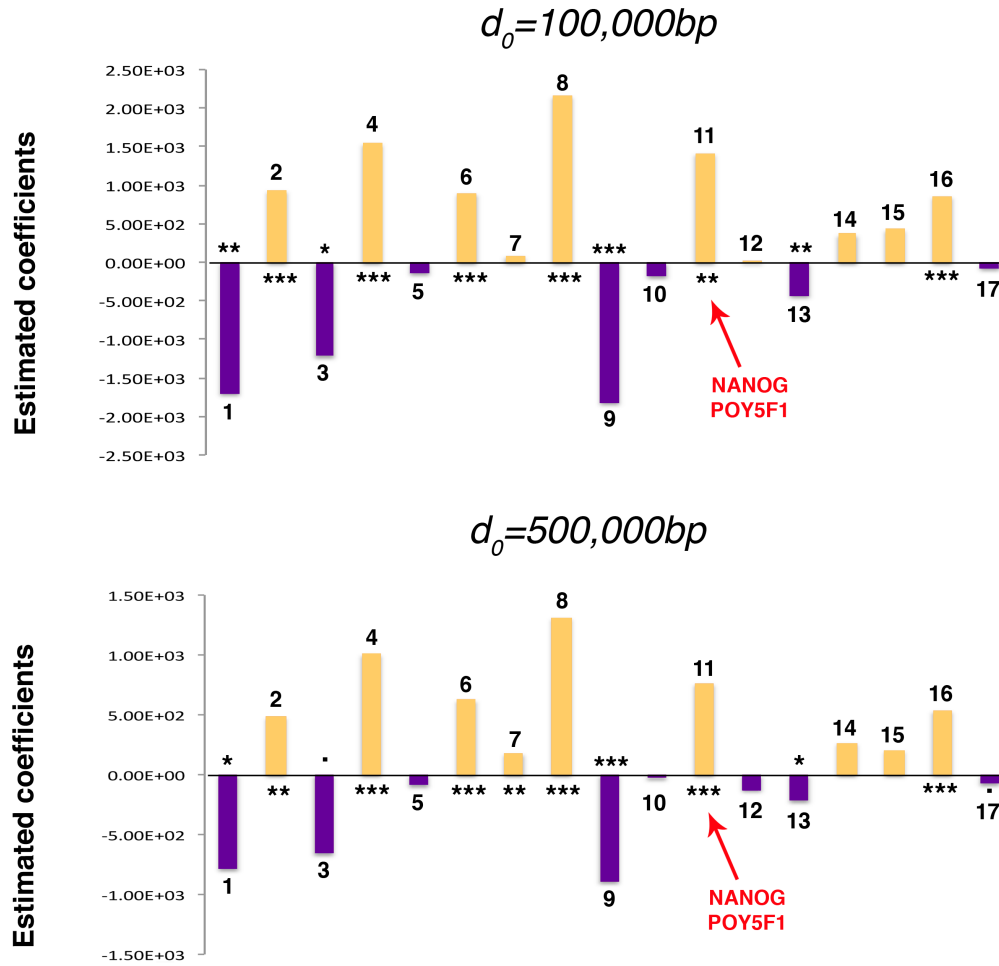 d0=100,000bp
Estimated coefficients
2.50E+03
2.00E+03
1.50E+03
1.00E+03
5.00E+02
0.00E+00
-5.00E+02
-1.00E+03
-1.50E+03
-2.00E+03
-2.50E+03
8
4
11
2
6
16
7
12
14
15
** * *** **
*** *** *** *** ** ***
5
10
13
17
3
1
9
NANOG
POY5F1
d0=500,000bp
Estimated coefficients
1.50E+03
1.00E+03
5.00E+02
0.00E+00
-5.00E+02
-1.00E+03
-1.50E+03
8
4
11
2
6
16
7
14
15
* . *** *
** *** *** ** *** *** *** .
5
10
12
13
17
3
1
9
NANOG
POY5F1